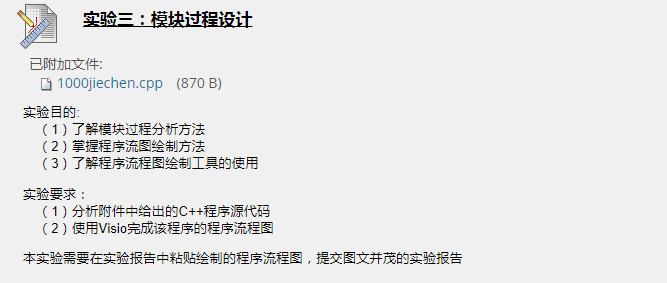 实验三：模块过程设计
已附加文件:
1000jiechen.cpp (870 B)
实验目的:
（1）了解模块过程分析方法
（2）掌握程序流图绘制方法
（3）了解程序流程图绘制工具的使用
实验要求：
（1）分析附件中给出的C++程序源代码
（2）使用Visio完成该程序的程序流程图
本实验需要在实验报告中粘贴绘制的程序流程图，提交图文并茂的实验报告